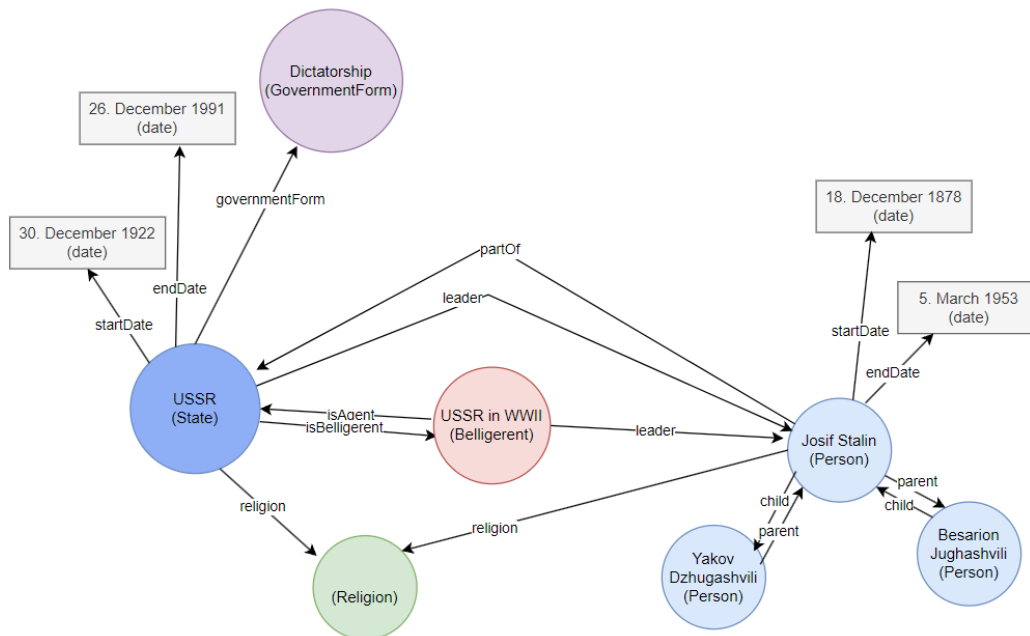 Dictatorship
(GovernmentForm)
26. December 1991
(date)
governmentForm
18. December 1878
(date)
30. December 1922
(date)
partOf
endDate
leader
5. March 1953
(date)
startDate
startDate
endDate
USSR
(State)
isAgent
isBelligerent
USSR in WWII
(Belligerent)
leader
Josif Stalin
(Person)
religion
religion
child
parent
parent
child
Yakov
Dzhugashvili
(Person)
Besarion
Jughashvili
(Person)
(Religion)